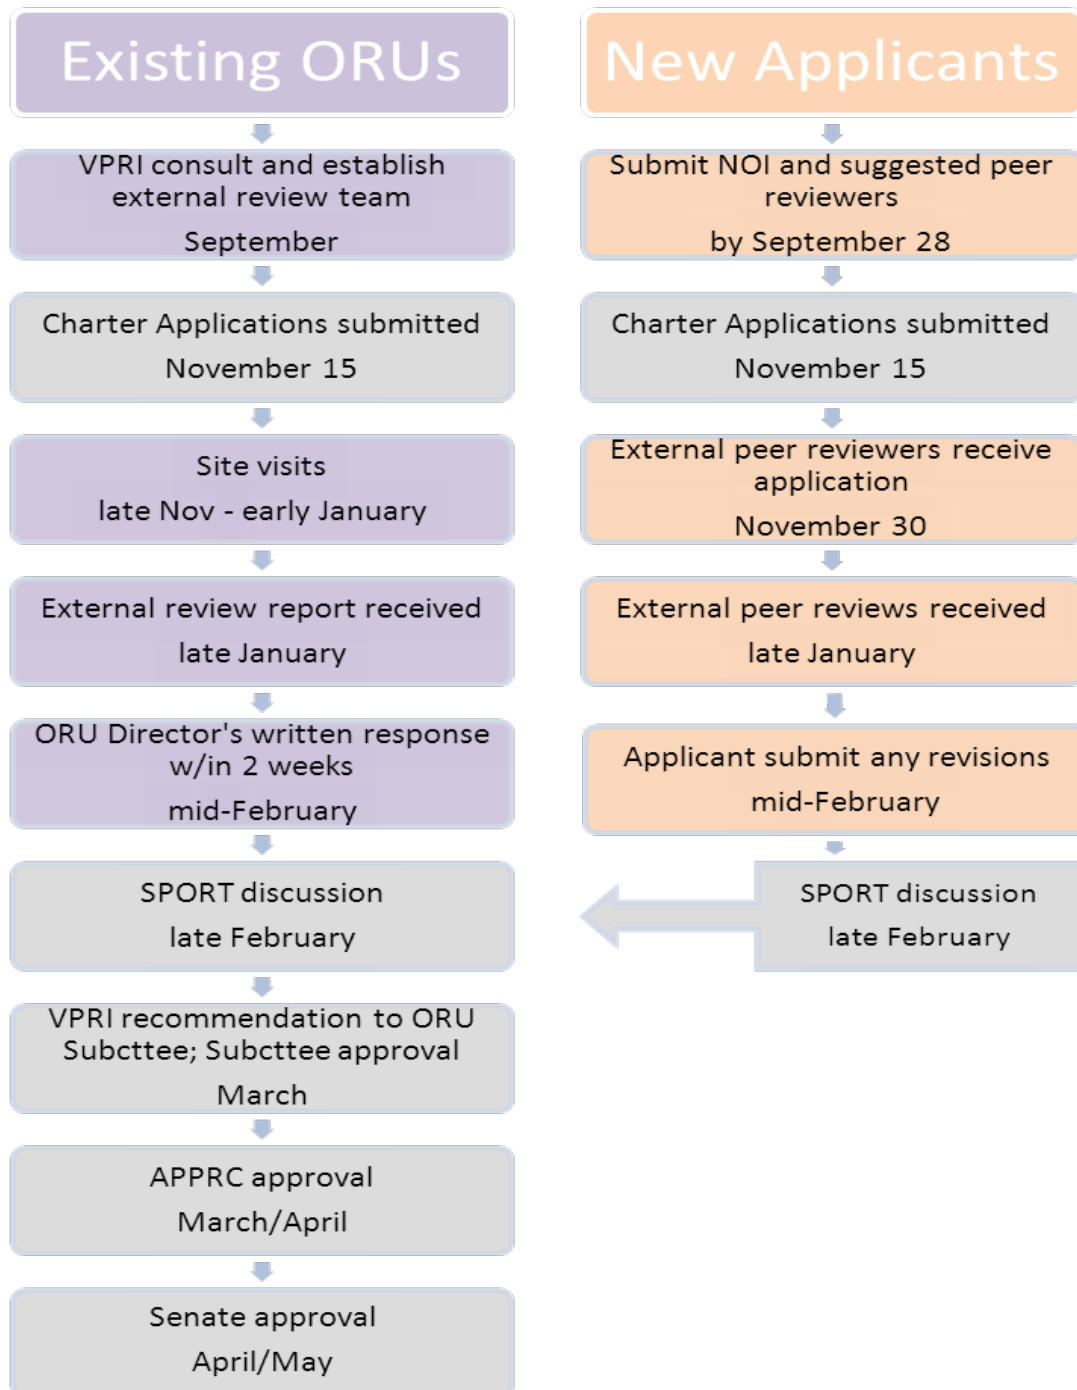 Existing ORUs
VPRI consult and establish
external review team
September
Charter Applications submitted
November 15
Site visits
late Nov - early January
External review report received
late January
ORU Director's written response
w/in 2 weeks
mid-February
SPORT discussion
late February
VPRI recommendation to ORU
Subcttee; Subcttee approval
March
APPRC approval
March/April
Senate approval
April/May
New Applicants
Submit NOI and suggested peer
reviewers
by September 28
Charter Applications submitted
November 15
External peer reviewers receive
application
November 30
External peer reviews received
late January
Applicant submit any revisions
mid-February
SPORT discussion
late February